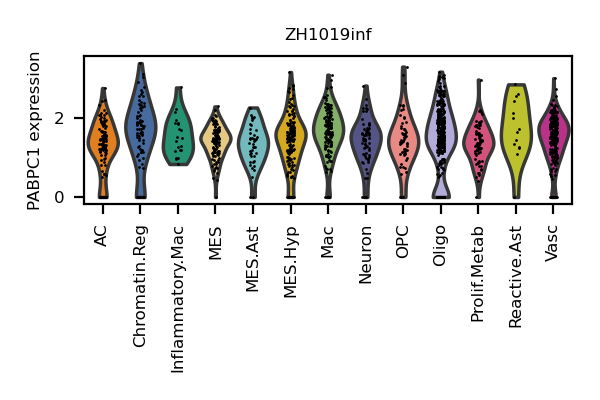 ZH1019inf
PABPC1 expression
2
0
AC
Chromatin.Reg
Inflammatory.Mac
MES
MES.Ast
MES.Hyp
Mac
Neuron
OPC
Oligo
Prolif.Metab
Reactive.Ast
Vasc